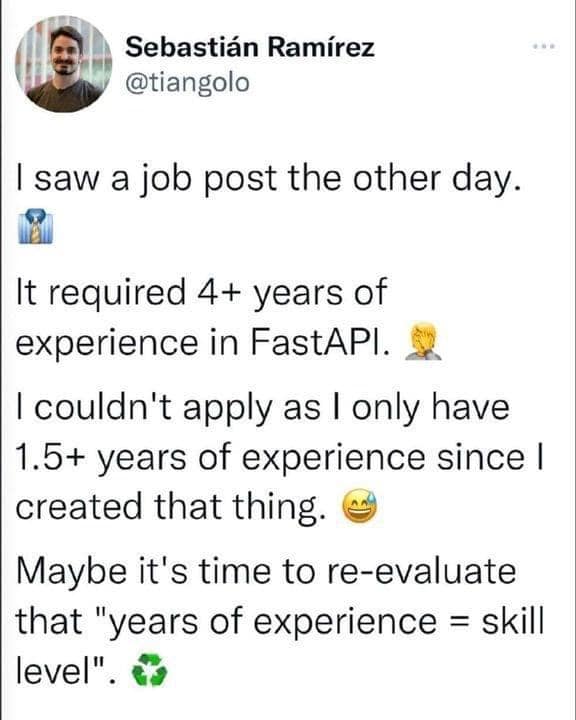 Sebastián Ramírez
@tiangolo
I saw a job post the other day.
👔
It required 4+ years of
experience in FastAPI. 🤦
I couldn't apply as I only have
1.5+ years of experience since I
created that thing. 😅
Maybe it's time to re-evaluate
that "years of experience = skill
level". ♻️